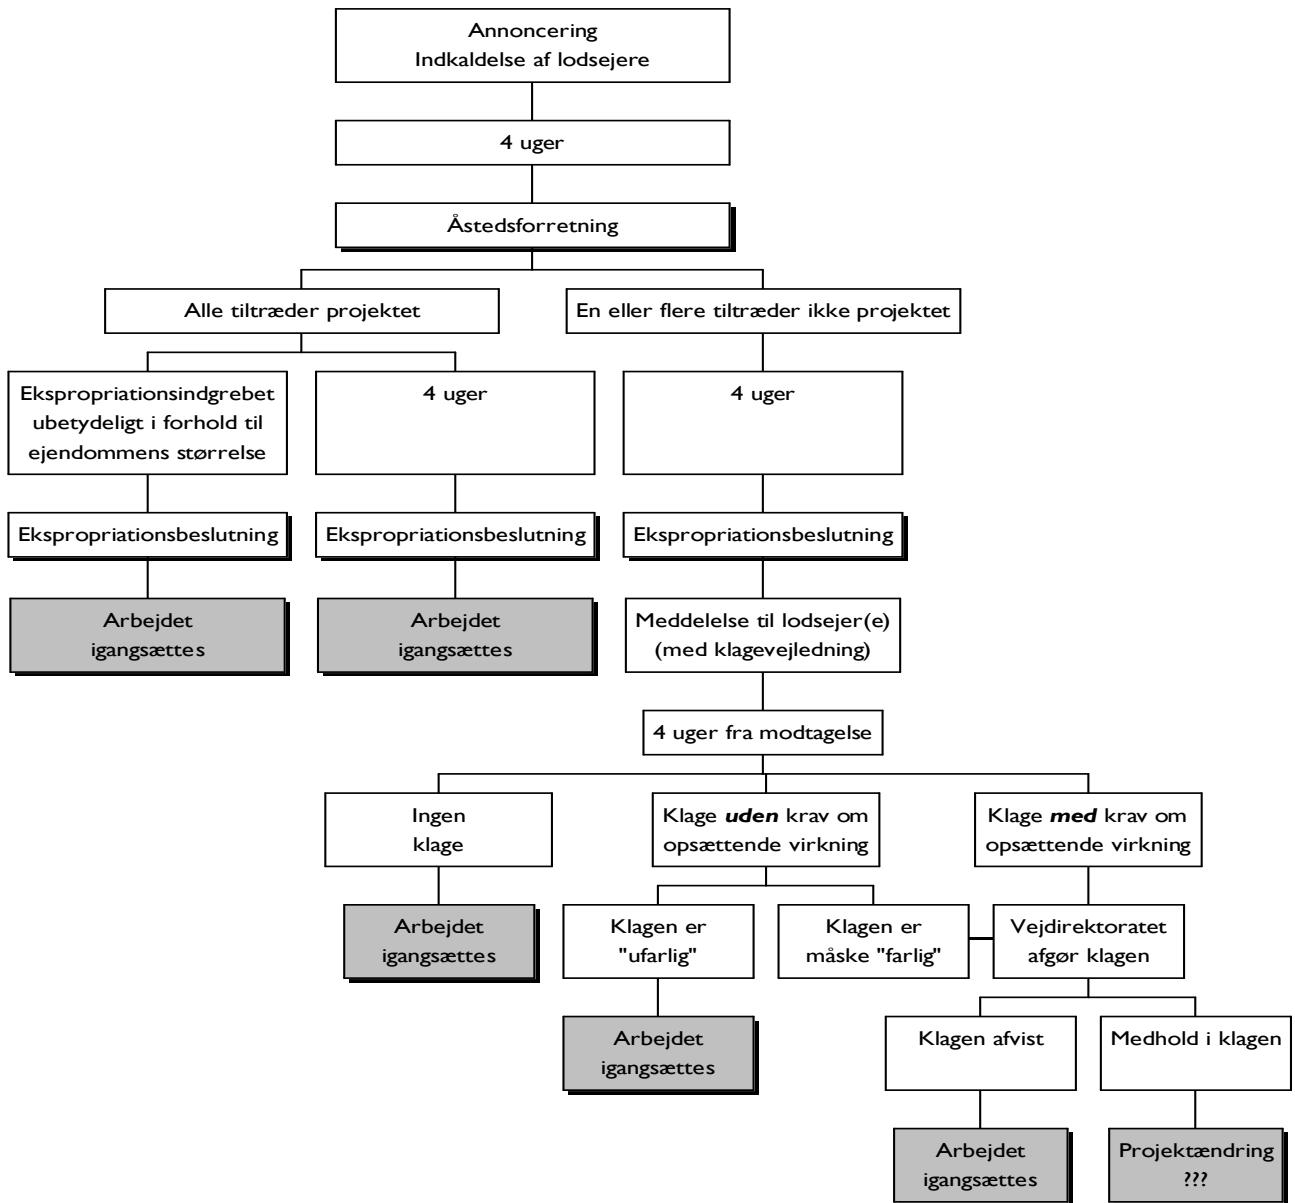 Annoncering
Indkaldelse af lodsejere
4 uger
Åstedsforretning
Alle tiltræder projektet
En eller flere tiltræder ikke projektet
Ekspropriationsindgrebet
ubetydeligt i forhold til
ejendommens størrelse
4 uger
4 uger
Ekspropriationsbeslutning
Ekspropriationsbeslutning
Ekspropriationsbeslutning
Arbejdet
igangsættes
Arbejdet
igangsættes
Meddelelse til lodsejer(e)
(med klagevejledning)
4 uger fra modtagelse
Ingen
klage
Klage uden krav om
opsættende virkning
Klage med krav om
opsættende virkning
Arbejdet
igangsættes
Klagen er
"ufarlig"
Klagen er
måske "farlig"
Vejdirektoratet
afgør klagen
Arbejdet
igangsættes
Klagen afvist
Medhold i klagen
Arbejdet
igangsættes
Projektændring
???